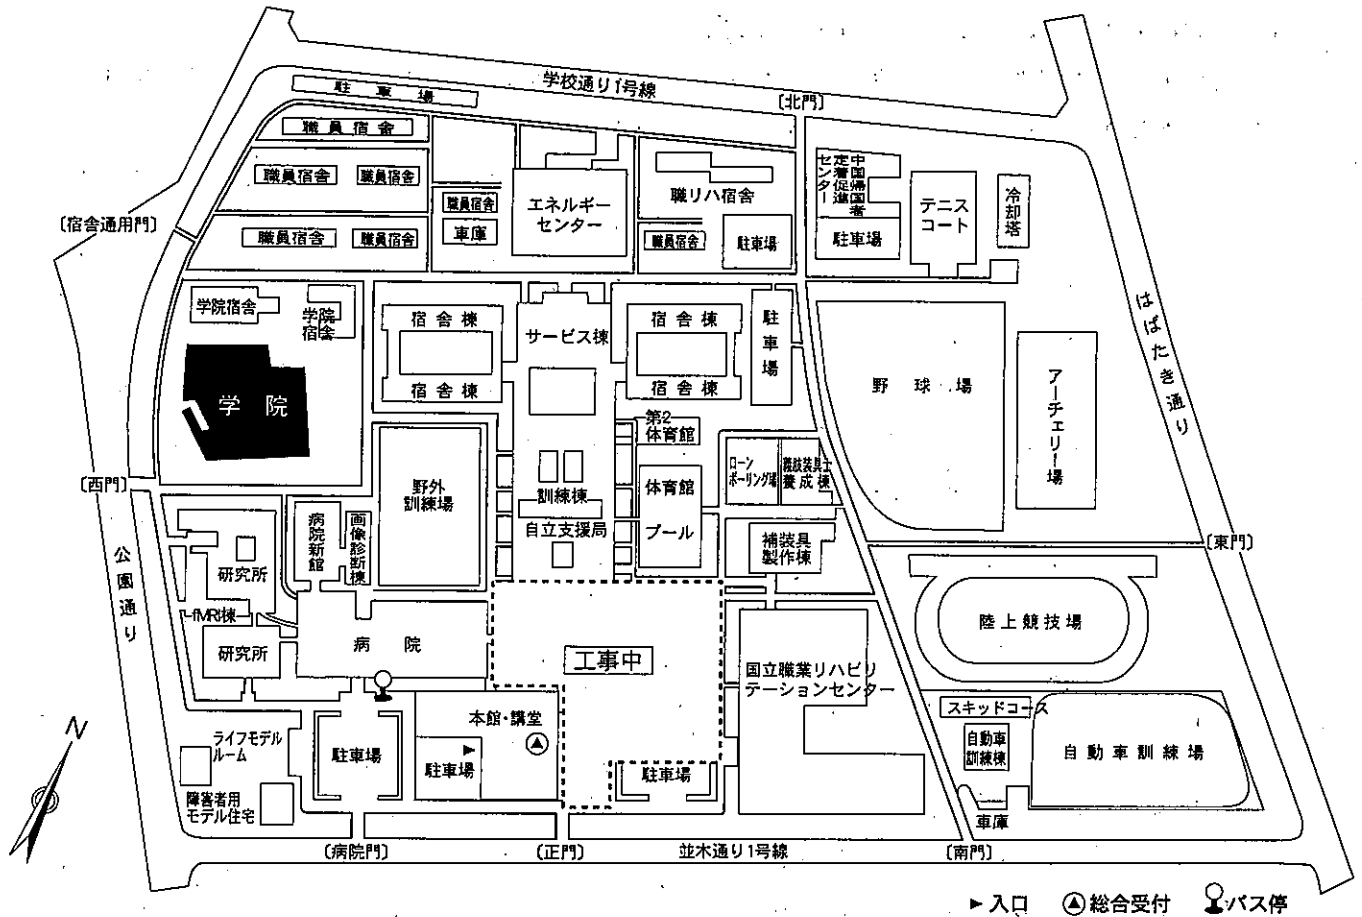 学校通り1号線
駐車場
〔北門〕
職員宿舎
職員宿舎
職員宿舎
職員宿舎
職員宿舎
職員宿舎
車庫
エネルギー
センター
職リハ宿舎
職員宿舎
駐車場
中国帰国者
定着促進
センター
駐車場
テニス
コート
冷却塔
〔宿舎通用門〕
はばたき通り
学院宿舎
学院
宿舎
学院
宿舎棟
宿舎棟
サービス棟
宿舎棟
宿舎棟
駐車場
野球場
アーチェリー場
第2
体育館
ローン
ボーリング場
義肢装具士
養成棟
〔西門〕
野外
訓練場
訓練棟
自立支援局
体育館
プール
補装具
製作棟
〔東門〕
公園通り
病院新館
画像診断棟
研究所
fMRI棟
研究所
病院
工事中
国立職業リハビリ
テーションセンター
陸上競技場
スキッドコース
自動車
訓練棟
自動車訓練場
車庫
N
ライフモデル
ルーム
障害者用
モデル住宅
駐車場
本館・講堂
駐車場
駐車場
〔病院門〕
〔正門〕
並木通り1号線
〔南門〕
►入口
総合受付
バス停